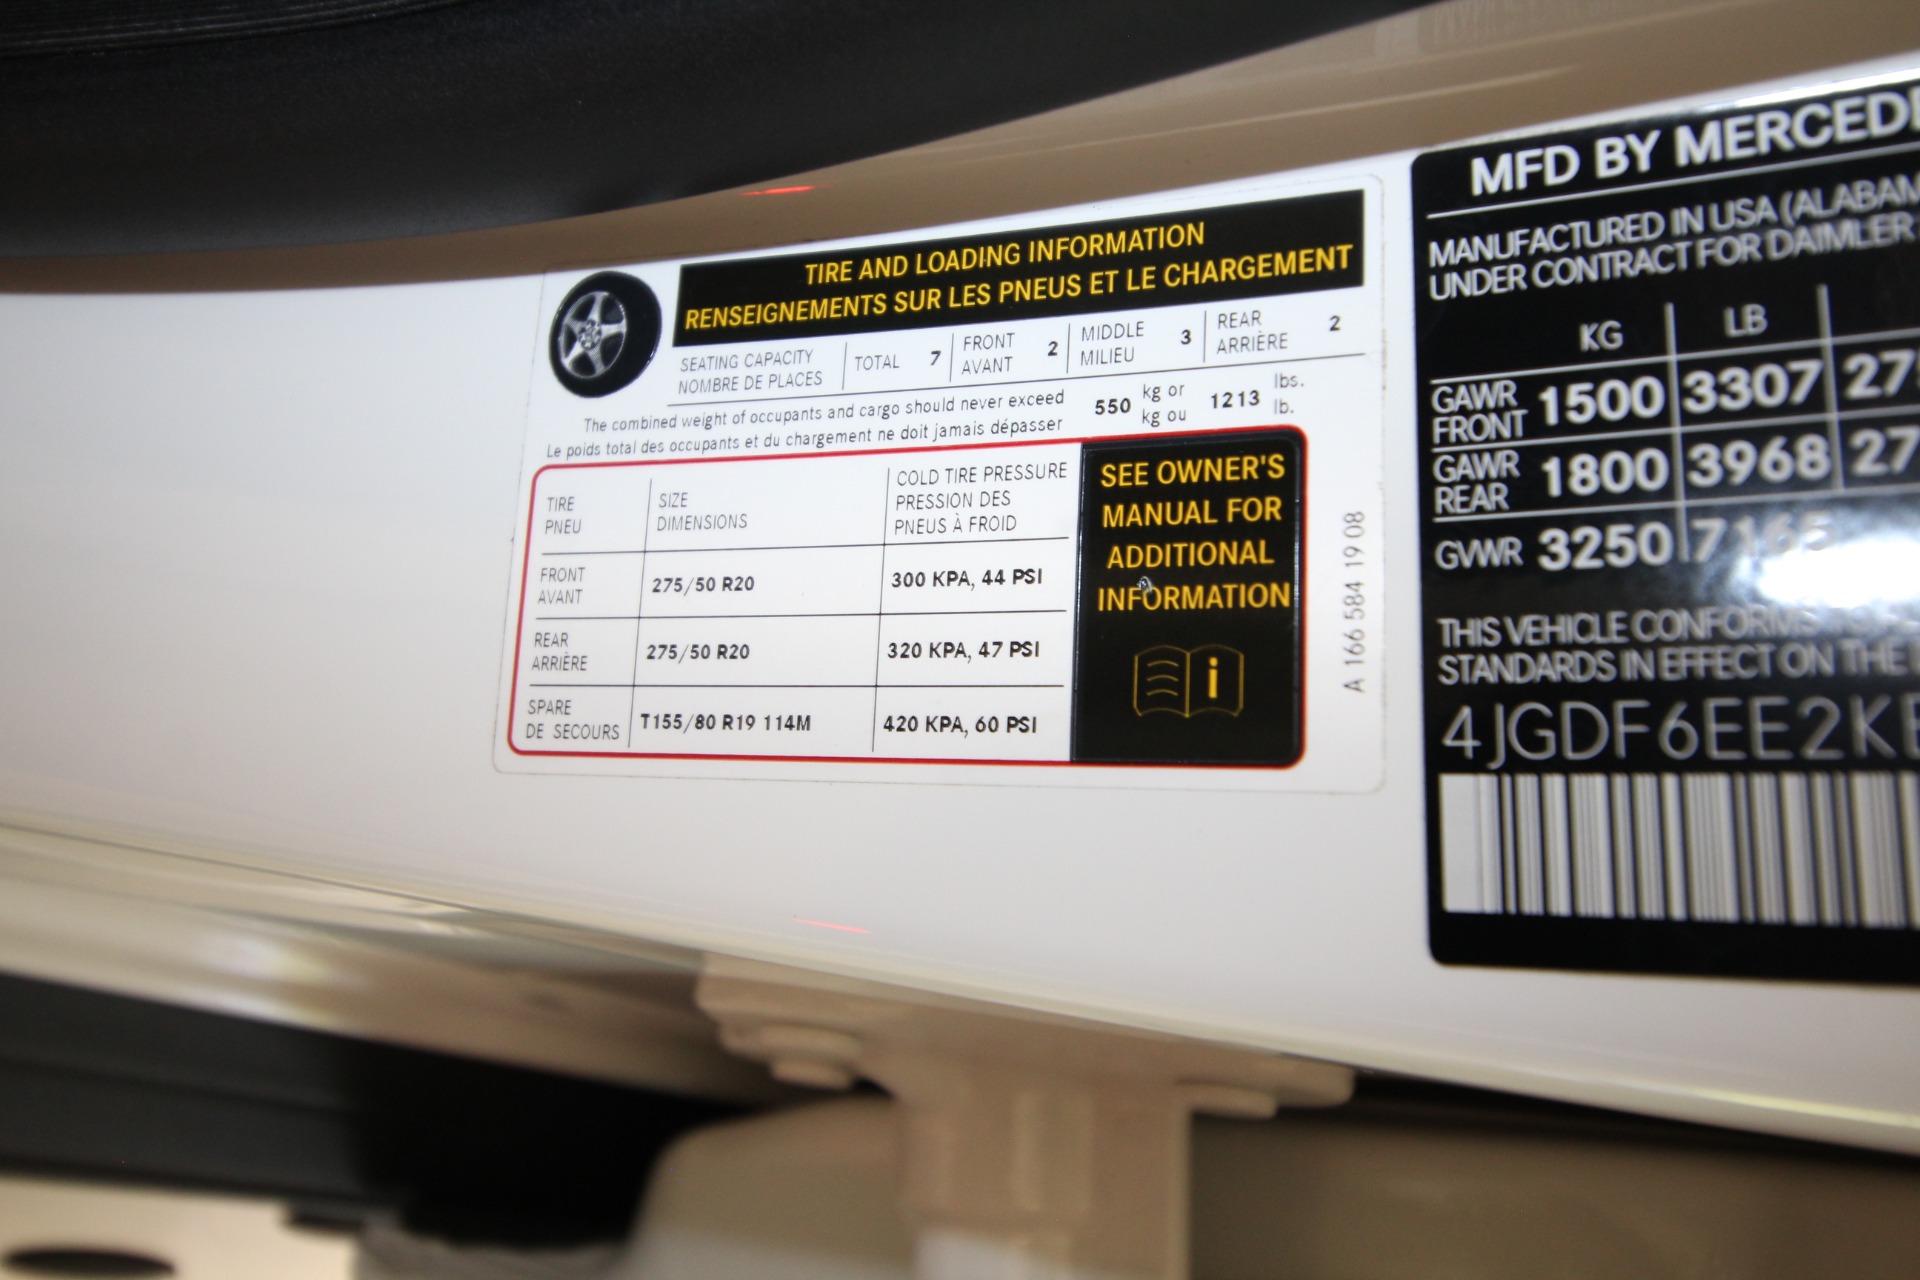 TIRE AND LOADING INFORMATION
RENSEIGNEMENTS SUR LES PNEUS ET LE CHARGEMENT
SEATING CAPACITY
NOMBRE DE PLACES
TOTAL 7
FRONT
AVANT
2
MIDDLE
MILIEU
3
REAR
ARRIÈRE
2
The combined weight of occupants and cargo should never exceed
Le poids total des occupants et du chargement ne doit jamais dépasser
550
kg or
kg ou
1213
lbs.
lb.
TIRE
PNEU
SIZE
DIMENSIONS
COLD TIRE PRESSURE
PRESSION DES
PNEUS À FROID
FRONT
AVANT
275/50 R20
300 KPA, 44 PSI
REAR
ARRIÈRE
275/50 R20
320 KPA, 47 PSI
SPARE
DE SECOURS
T155/80 R19 114M
420 KPA, 60 PSI
SEE OWNER'S
MANUAL FOR
ADDITIONAL
INFORMATION
i
A 166 584 19 08
MFD BY MERCED
MANUFACTURED IN USA (ALABAM
UNDER CONTRACT FOR DAIMLER
KG LB
GAWR
FRONT
1500 3307 27
GAWR
REAR
1800 3968 27
GVWR 3250 7165
THIS VEHICLE CONFORMS
STANDARDS IN EFFECT ON THE
4JGDF6EE2K